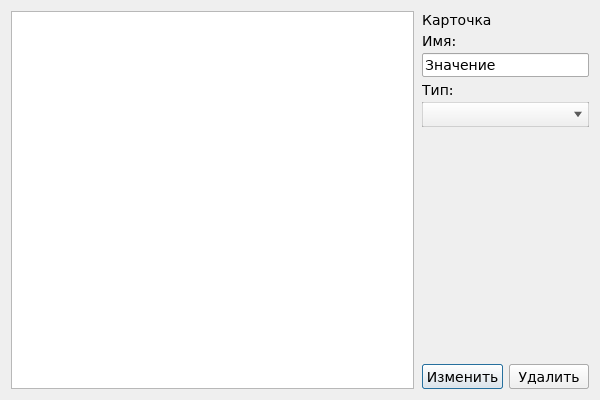 Карточка
Имя:
Значение
Тип:
Изменить Удалить